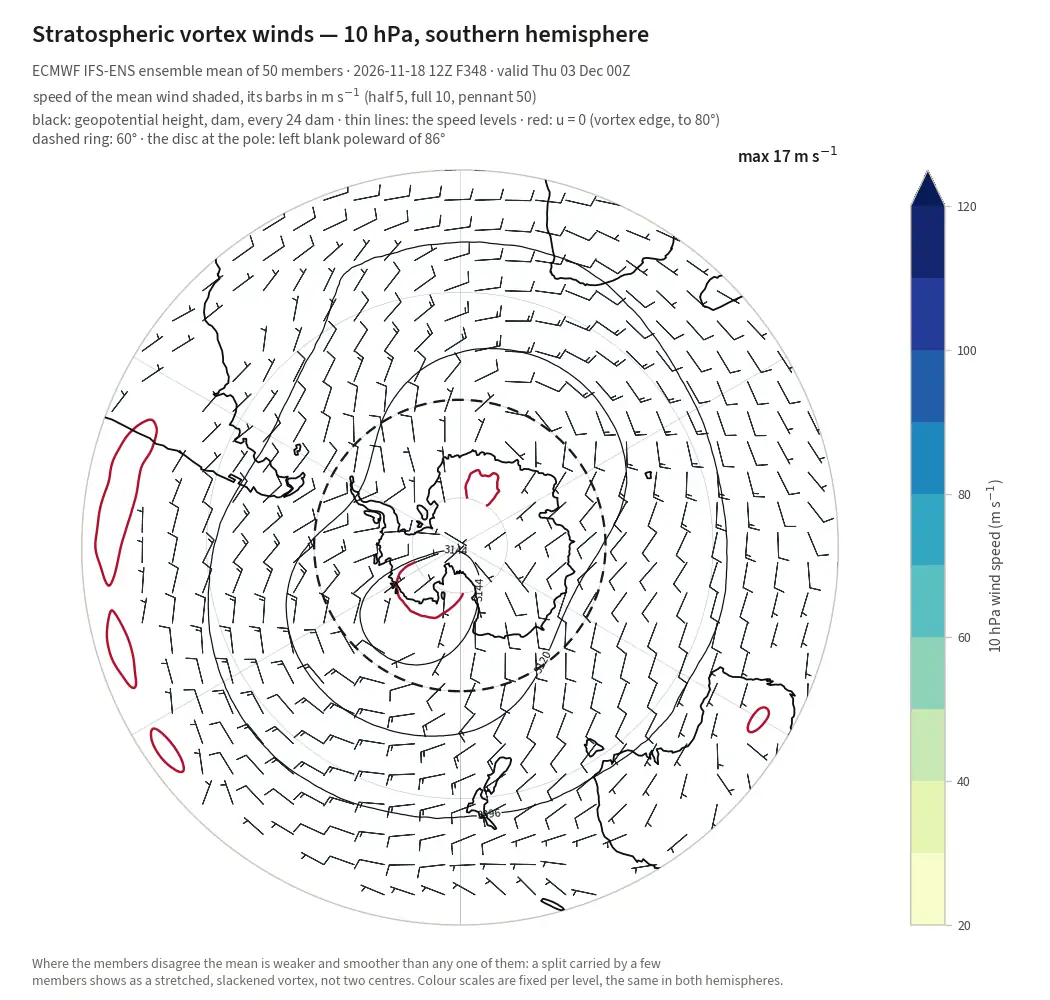 Stratospheric vortex winds — 10 hPa, southern hemisphere
ECMWF IFS-ENS ensemble mean of 50 members · 2026-11-18 12Z F348 · valid Thu 03 Dec 00Z
speed of the mean wind shaded, its barbs in m s⁻¹ (half 5, full 10, pennant 50)
black: geopotential height, dam, every 24 dam · thin lines: the speed levels · red: u = 0 (vortex edge, to 80°)
dashed ring: 60° · the disc at the pole: left blank poleward of 86°
max 17 m s⁻¹
120
100
80
60
40
20
10 hPa wind speed (m s⁻¹)
3144
3144
3120
Where the members disagree the mean is weaker and smoother than any one of them: a split carried by a few
members shows as a stretched, slackened vortex, not two centres. Colour scales are fixed per level, the same in both hemispheres.